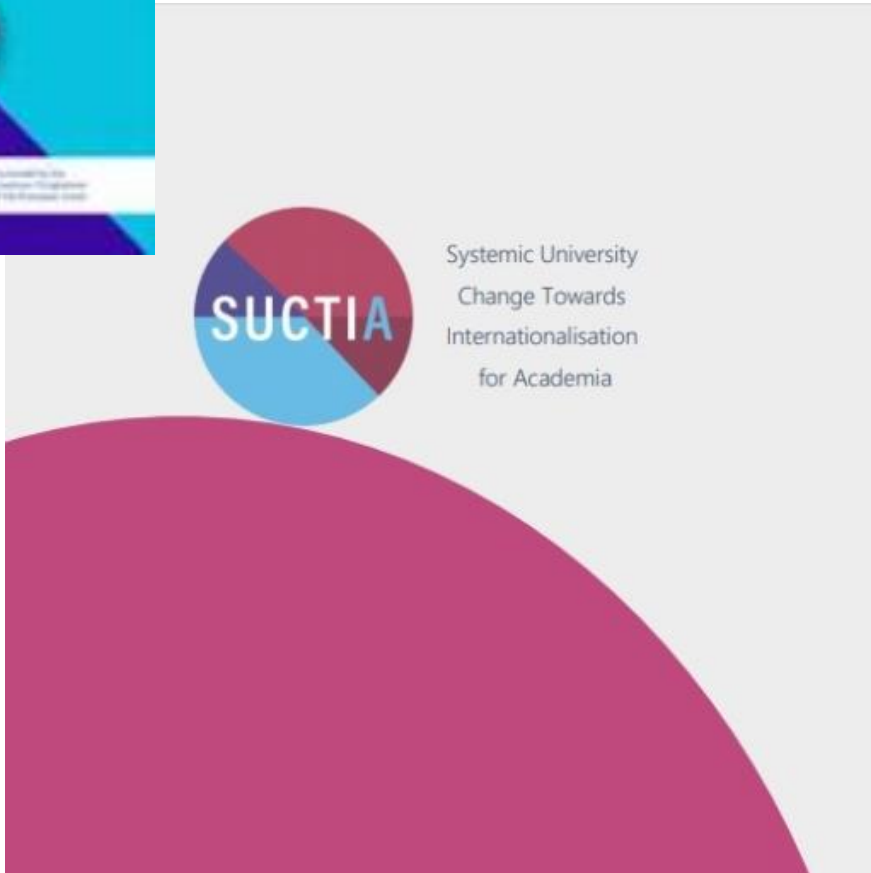 SUCTIA
Systemic University
Change Towards
Internationalisation
for Academia